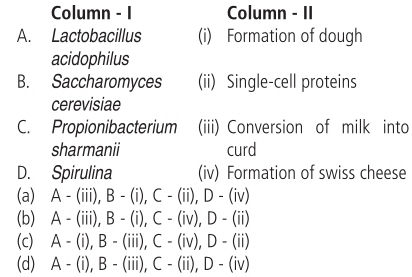 Column - I Column - II
A. Lactobacillus (i) Formation of dough
acidophilus
B. Saccharomyces (ii) Single-cell proteins
cerevisiae
C. Propionibacterium (iii) Conversion of milk into
sharmanii curd
D. Spirulina (iv) Formation of swiss cheese
(a) A - (iii), B - (i), C - (ii), D - (iv)
(b) A - (iii), B - (i), C - (iv), D - (ii)
(c) A - (i), B - (iii), C - (iv), D - (ii)
(d) A - (i), B - (iii), C - (ii), D - (iv)